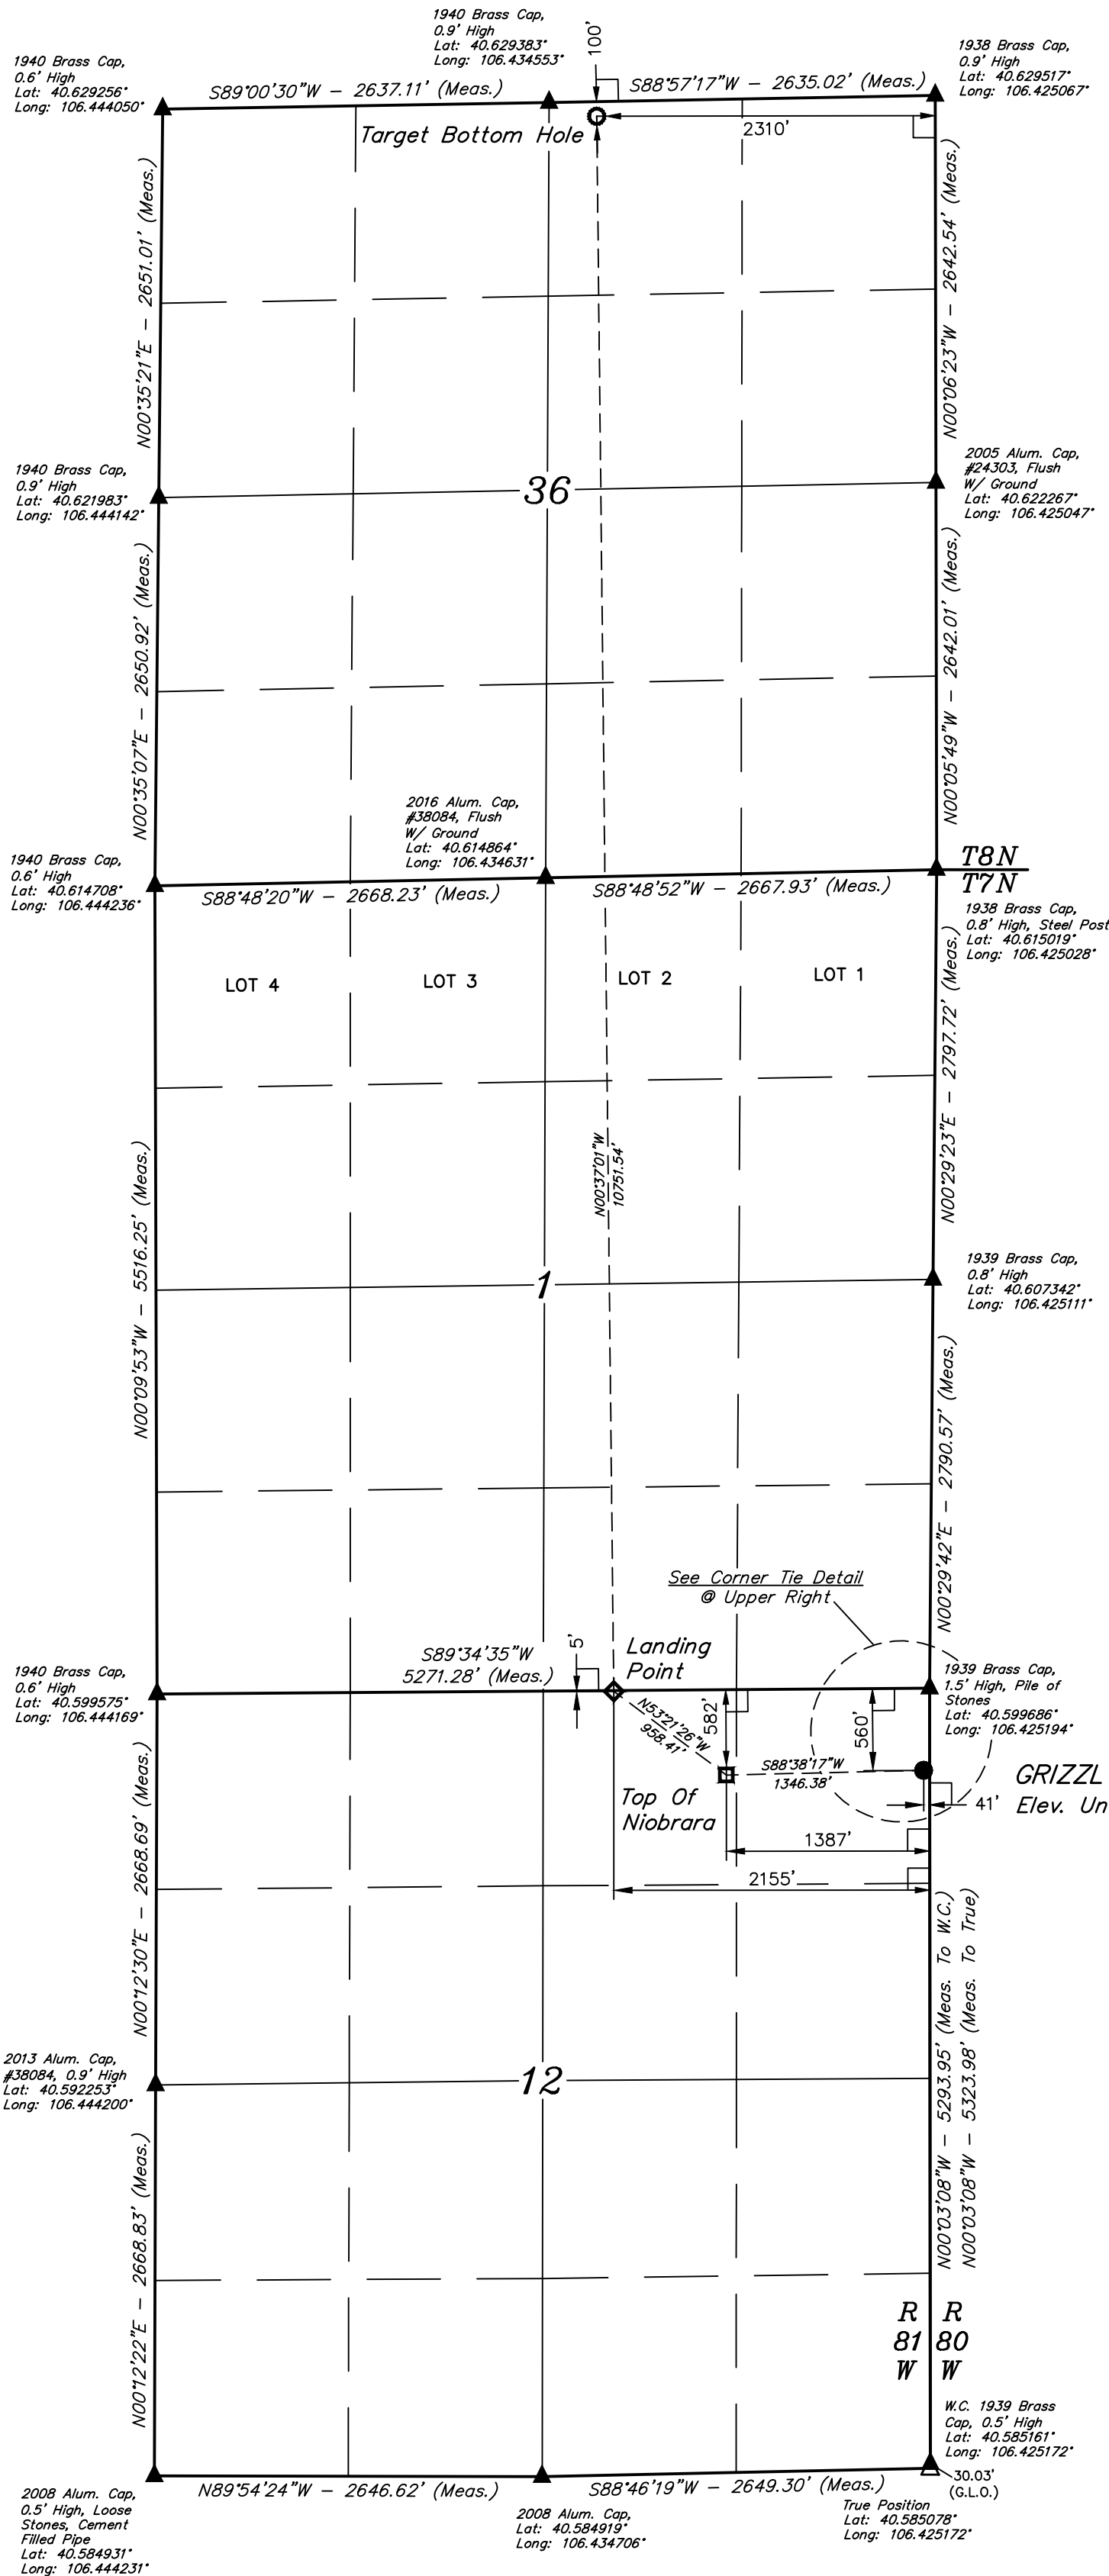 1940 Brass Cap,
0.9' High
Lat: 40.629383°
Long: 106.434553°
100'
1938 Brass Cap,
0.9' High
Lat: 40.629517°
Long: 106.425067°
1940 Brass Cap,
0.6' High
Lat: 40.629256°
Long: 106.444050°
S89°00'30"W - 2637.11' (Meas.)
S88°57'17"W - 2635.02' (Meas.)
Target Bottom Hole
2310'
N00°35'21"E - 2651.01' (Meas.)
N00°06'23"W - 2642.54' (Meas.)
1940 Brass Cap,
0.9' High
Lat: 40.621983°
Long: 106.444142°
36
2005 Alum. Cap,
#24303, Flush
W/ Ground
Lat: 40.622267°
Long: 106.425047°
N00°35'07"E - 2650.92' (Meas.)
N00°05'49"W - 2642.01' (Meas.)
2016 Alum. Cap,
#38084, Flush
W/ Ground
Lat: 40.614864°
Long: 106.434631°
1940 Brass Cap,
0.6' High
Lat: 40.614708°
Long: 106.444236°
T8N
T7N
S88°48'20"W - 2668.23' (Meas.)
S88°48'52"W - 2667.93' (Meas.)
1938 Brass Cap,
0.8' High, Steel Post
Lat: 40.615019°
Long: 106.425028°
LOT 4
LOT 3
LOT 2
LOT 1
N00°29'23"E - 2797.72' (Meas.)
N00°37'01"W
10751.54'
N00°09'53"W - 5516.25' (Meas.)
1
1939 Brass Cap,
0.8' High
Lat: 40.607342°
Long: 106.425111°
N00°29'42"E - 2790.57' (Meas.)
See Corner Tie Detail
@ Upper Right
S89°34'35"W
5271.28' (Meas.)
5'
Landing
Point
1940 Brass Cap,
0.6' High
Lat: 40.599575°
Long: 106.444169°
1939 Brass Cap,
1.5' High, Pile of
Stones
Lat: 40.599686°
Long: 106.425194°
N53°21'26"W
958.41'
582'
560'
S88°38'17"W
1346.38'
GRIZZL
Elev. Un
41'
Top Of
Niobrara
1387'
2155'
N00°12'30"E - 2668.69' (Meas.)
N00°03'08"W - 5293.95' (Meas. To W.C.)
N00°03'08"W - 5323.98' (Meas. To True)
2013 Alum. Cap,
#38084, 0.9' High
Lat: 40.592253°
Long: 106.444200°
12
N00°12'22"E - 2668.83' (Meas.)
R R
81 80
W W
W.C. 1939 Brass
Cap, 0.5' High
Lat: 40.585161°
Long: 106.425172°
30.03'
(G.L.O.)
N89°54'24"W - 2646.62' (Meas.)
S88°46'19"W - 2649.30' (Meas.)
2008 Alum. Cap,
0.5' High, Loose
Stones, Cement
Filled Pipe
Lat: 40.584931°
Long: 106.444231°
2008 Alum. Cap,
Lat: 40.584919°
Long: 106.434706°
True Position
Lat: 40.585078°
Long: 106.425172°